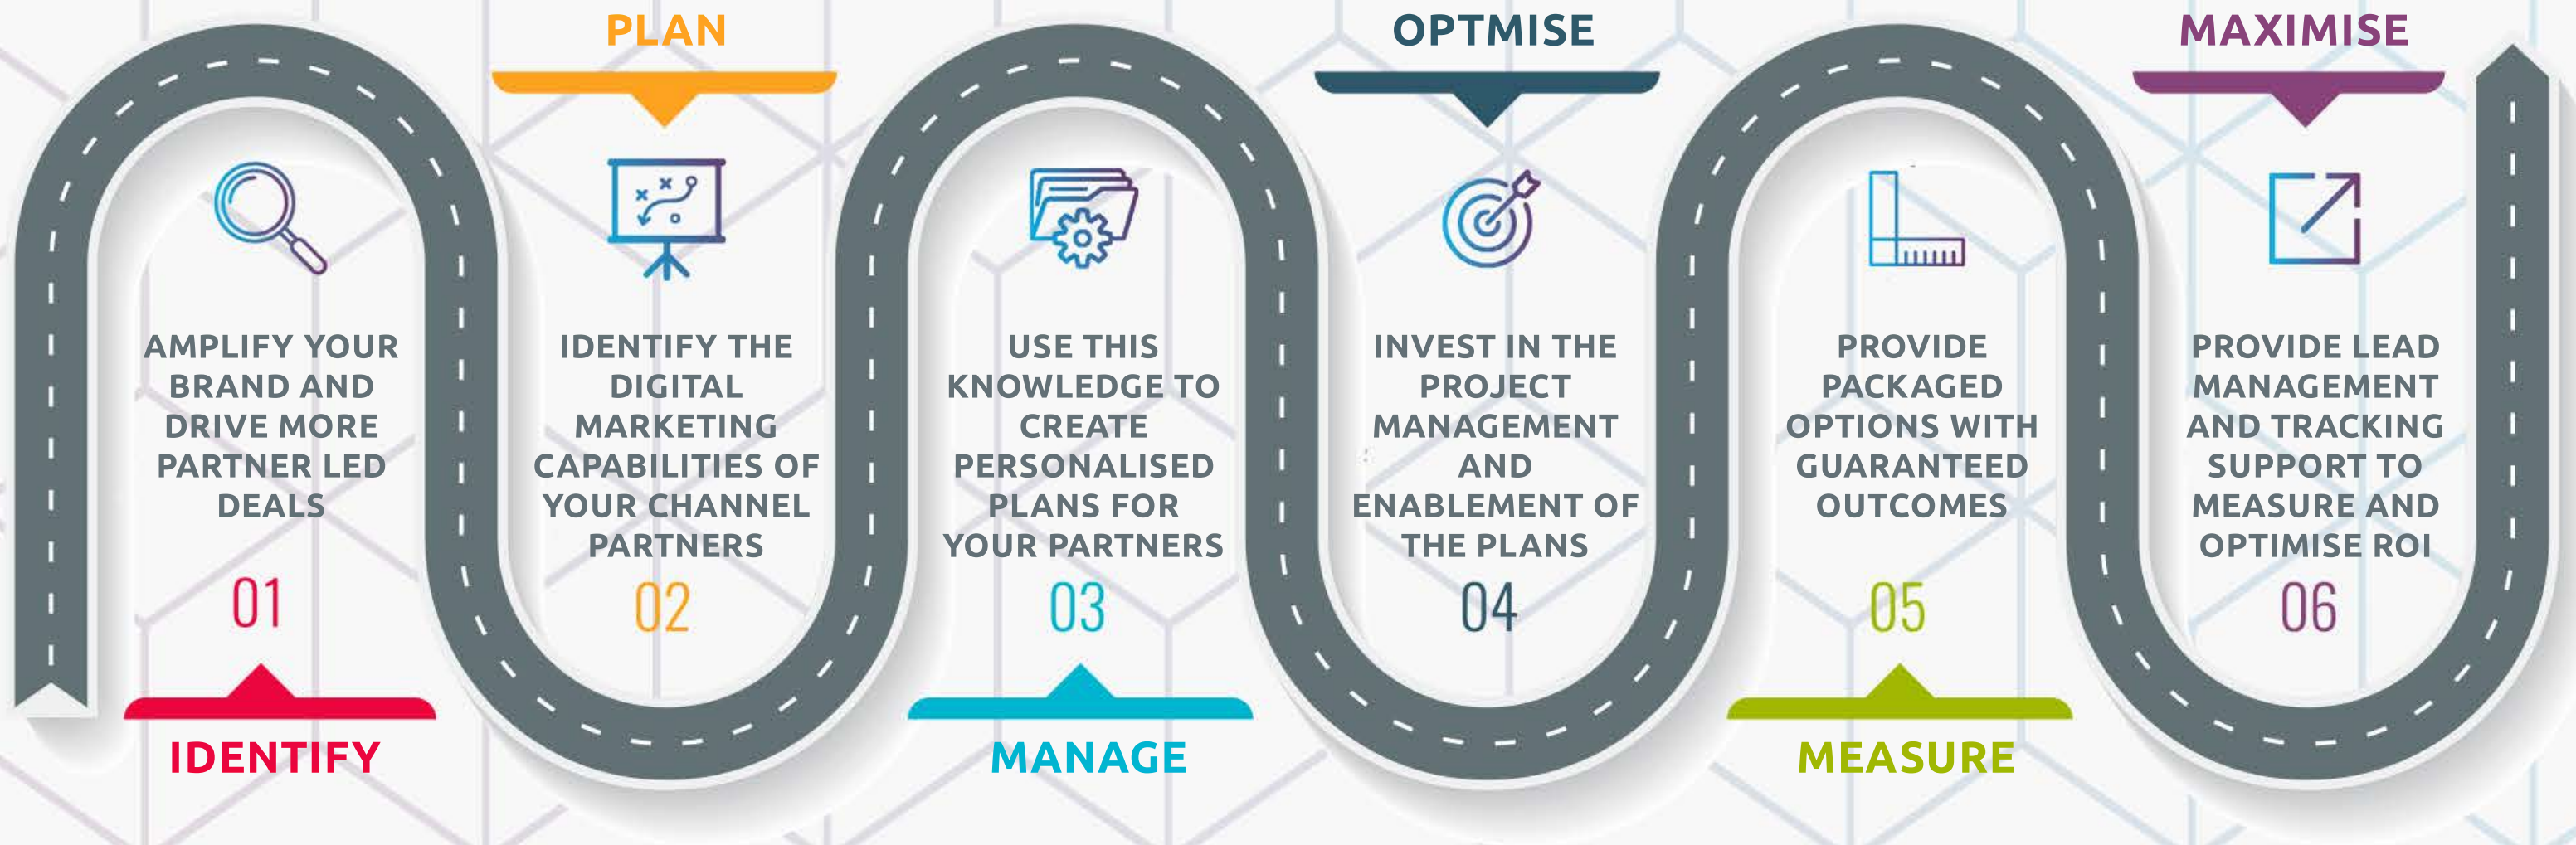 AMPLIFY YOUR
BRAND AND
DRIVE MORE
PARTNER LED
DEALS
01
IDENTIFY
PLAN
IDENTIFY THE
DIGITAL
MARKETING
CAPABILITIES OF
YOUR CHANNEL
PARTNERS
02
USE THIS
KNOWLEDGE TO
CREATE
PERSONALISED
PLANS FOR
YOUR PARTNERS
03
MANAGE
OPTMISE
INVEST IN THE
PROJECT
MANAGEMENT
AND
ENABLEMENT OF
THE PLANS
04
PROVIDE
PACKAGED
OPTIONS WITH
GUARANTEED
OUTCOMES
05
MEASURE
MAXIMISE
PROVIDE LEAD
MANAGEMENT
AND TRACKING
SUPPORT TO
MEASURE AND
OPTIMISE ROI
06